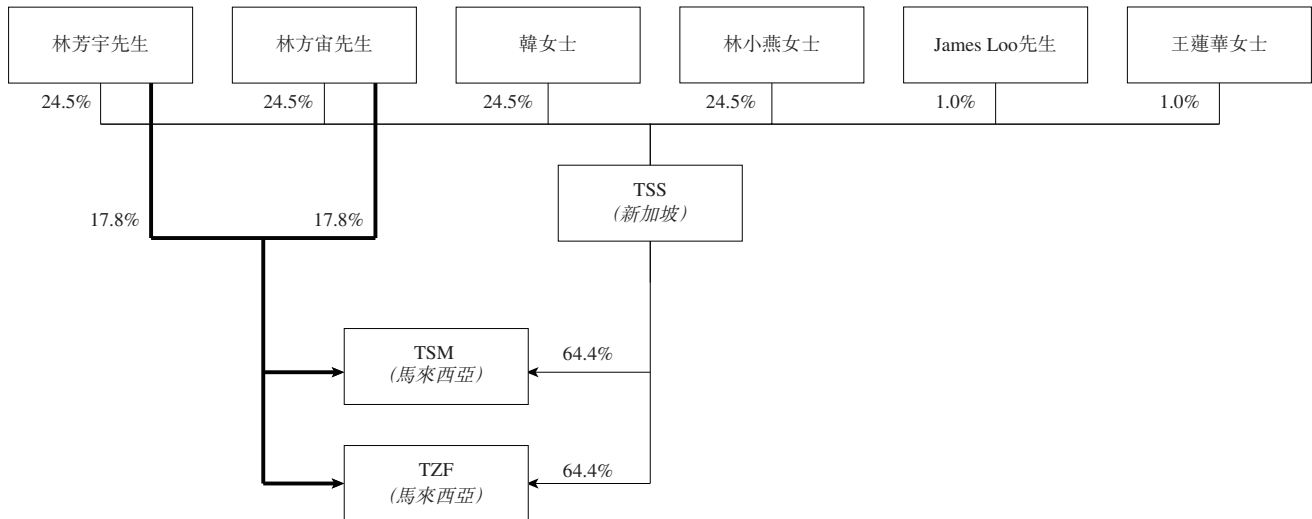 林芳宇先生
林方宙先生
韓女士
林小燕女士
James Loo先生
王蓮華女士
24.5%
24.5%
24.5%
24.5%
1.0%
1.0%
TSS
（新加坡）
17.8%
17.8%
TSM
（馬來西亞）
64.4%
TZF
（馬來西亞）
64.4%